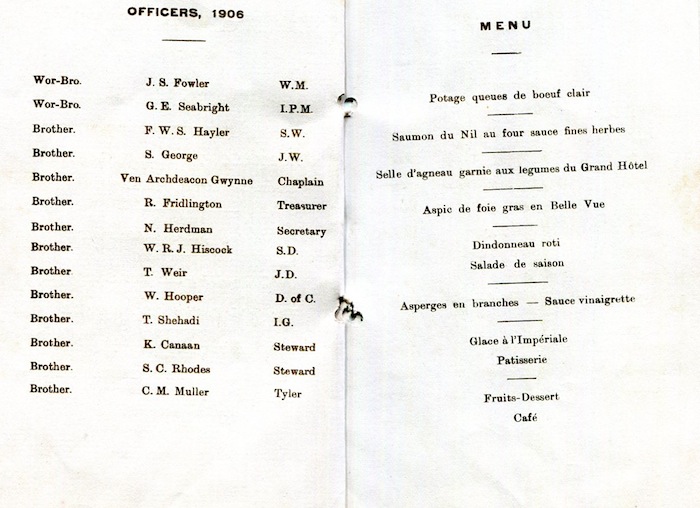 OFFICERS, 1906
Wor-Bro. J. S. Fowler W.M.
Wor-Bro. G. E. Seabright I.P.M.
Brother. F. W. S. Hayler S.W.
Brother. S. George J.W.
Brother. Ven Archdeacon Gwynne Chaplain
Brother. R. Fridlington Treasurer
Brother. N. Herdman Secretary
Brother. W. R. J. Hiscock S.D.
Brother. T. Weir J.D.
Brother. W. Hooper D. of C.
Brother. T. Shehadi I.G.
Brother. K. Canaan Steward
Brother. S. C. Rhodes Steward
Brother. C. M. Muller Tyler
MENU
Potage queues de boeuf clair
Saumon du Nil au four sauce fines herbes
Selle d'agneau garnie aux legumes du Grand Hôtel
Aspic de foie gras en Belle Vue
Dindonneau roti
Salade de saison
Asperges en branches — Sauce vinaigrette
Glace à l'Impériale
Patisserie
Fruits-Dessert
Café